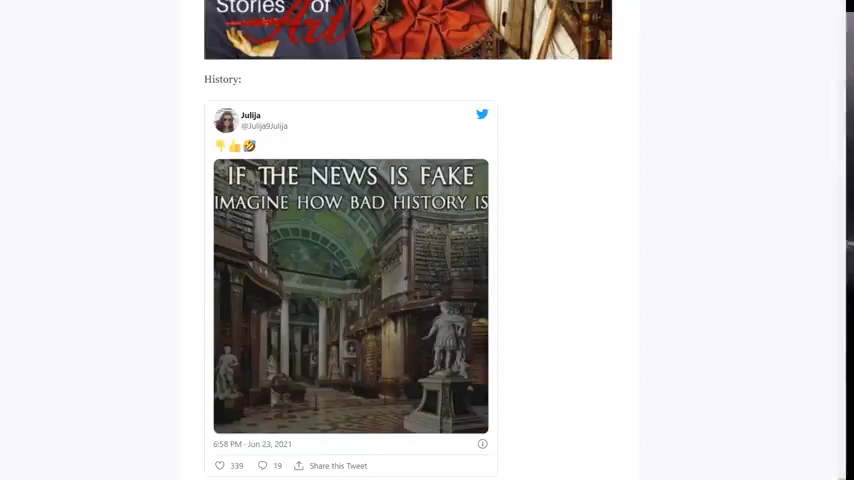 Stories of
Art
History:
Julija
@Julija9Julija
IF THE NEWS IS FAKE
IMAGINE HOW BAD HISTORY IS
6:58 PM · Jun 23, 2021
339
19
Share this Tweet